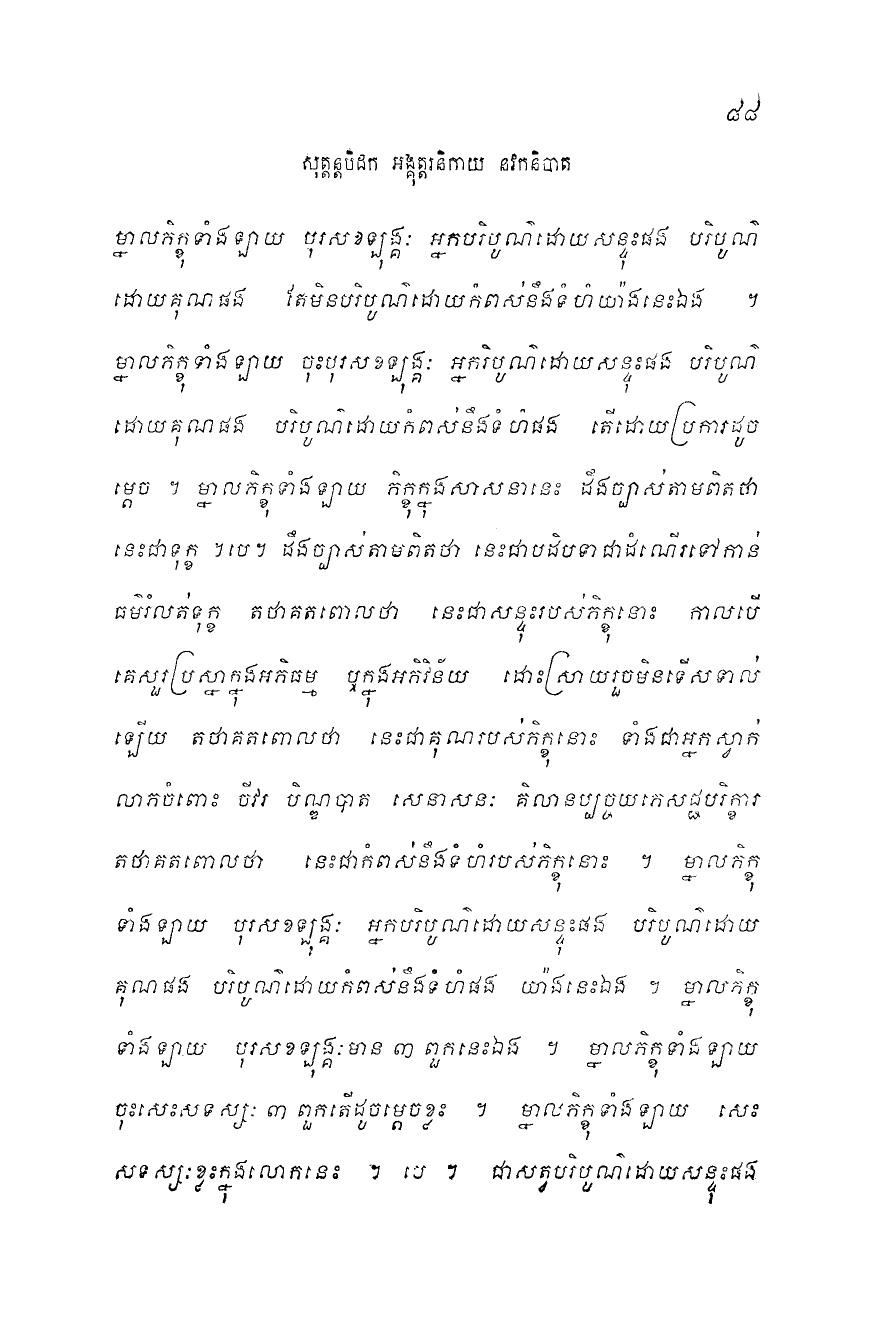 ៨៨
សុត្តន្តបិដក អង្គុត្តរនិកាយ នវកនិបាត
ម្នាលភិក្ខុទាំងឡាយ បុរសខឡុង្គៈ អ្នកបរិបូណ៌ដោយសន្ទុះផង បរិបូណ៌
ដោយគុណផង តែមិនបរិបូណ៌ដោយកំពស់នឹងទំហំយ៉ាងនេះឯង ។
ម្នាលភិក្ខុទាំងឡាយ ចុះបុរសខឡុង្គៈ អ្នករិបូណ៌ដោយសន្ទុះផង បរិបូណ៌
ដោយគុណផង បរិបូណ៌ដោយកំពស់នឹងទំហំផង តើដោយប្រការដូច
ម្តេច ។ ម្នាលភិក្ខុទាំងឡាយ ភិក្ខុក្នុងសាសនានេះ ដឹងច្បាស់តាមពិតថា
នេះជាទុក្ខ ។បេ។ ដឹងច្បាស់តាមពិតថា នេះជាបដិបទាជាដំណើរទៅកាន់
ធម៌រំលត់ទុក្ខ តថាគតពោលថា នេះជាសន្ទុះរបស់ភិក្ខុនោះ កាលបើ
គេសួរប្រស្នាក្នុងអភិធម្ម ឬក្នុងអភិវិន័យ ដោះស្រាយរួចមិនទើសទាល់
ឡើយ តថាគតពោលថា នេះជាគុណរបស់ភិក្ខុនោះ ទាំងជាអ្នកស្វាក់
លាភចំពោះ ចីវរ បិណ្ឌបាត សេនាសនៈ គិលានប្បច្ចយភេសជ្ជបរិក្ខារ
តថាគតពោលថា នេះជាកំពស់នឹងទំហំរបស់ភិក្ខុនោះ ។ ម្នាលភិក្ខុ
ទាំងឡាយ បុរសខឡុង្គៈ អ្នកបរិបូណ៌ដោយសន្ទុះផង បរិបូណ៌ដោយ
គុណផង បរិបូណ៌ដោយកំពស់នឹងទំហំផង យ៉ាងនេះឯង ។ ម្នាលភិក្ខុ
ទាំងឡាយ បុរសខឡុង្គៈមាន ៣ ពួកនេះឯង ។ ម្នាលភិក្ខុទាំងឡាយ
ចុះសេះសទស្សៈ ៣ ពួកតើដូចម្តេចខ្លះ ។ ម្នាលភិក្ខុទាំងឡាយ សេះ
សទស្សៈខ្លះក្នុងលោកនេះ ។ បេ ។ ជាសត្វបរិបូណ៌ដោយសន្ទុះផង